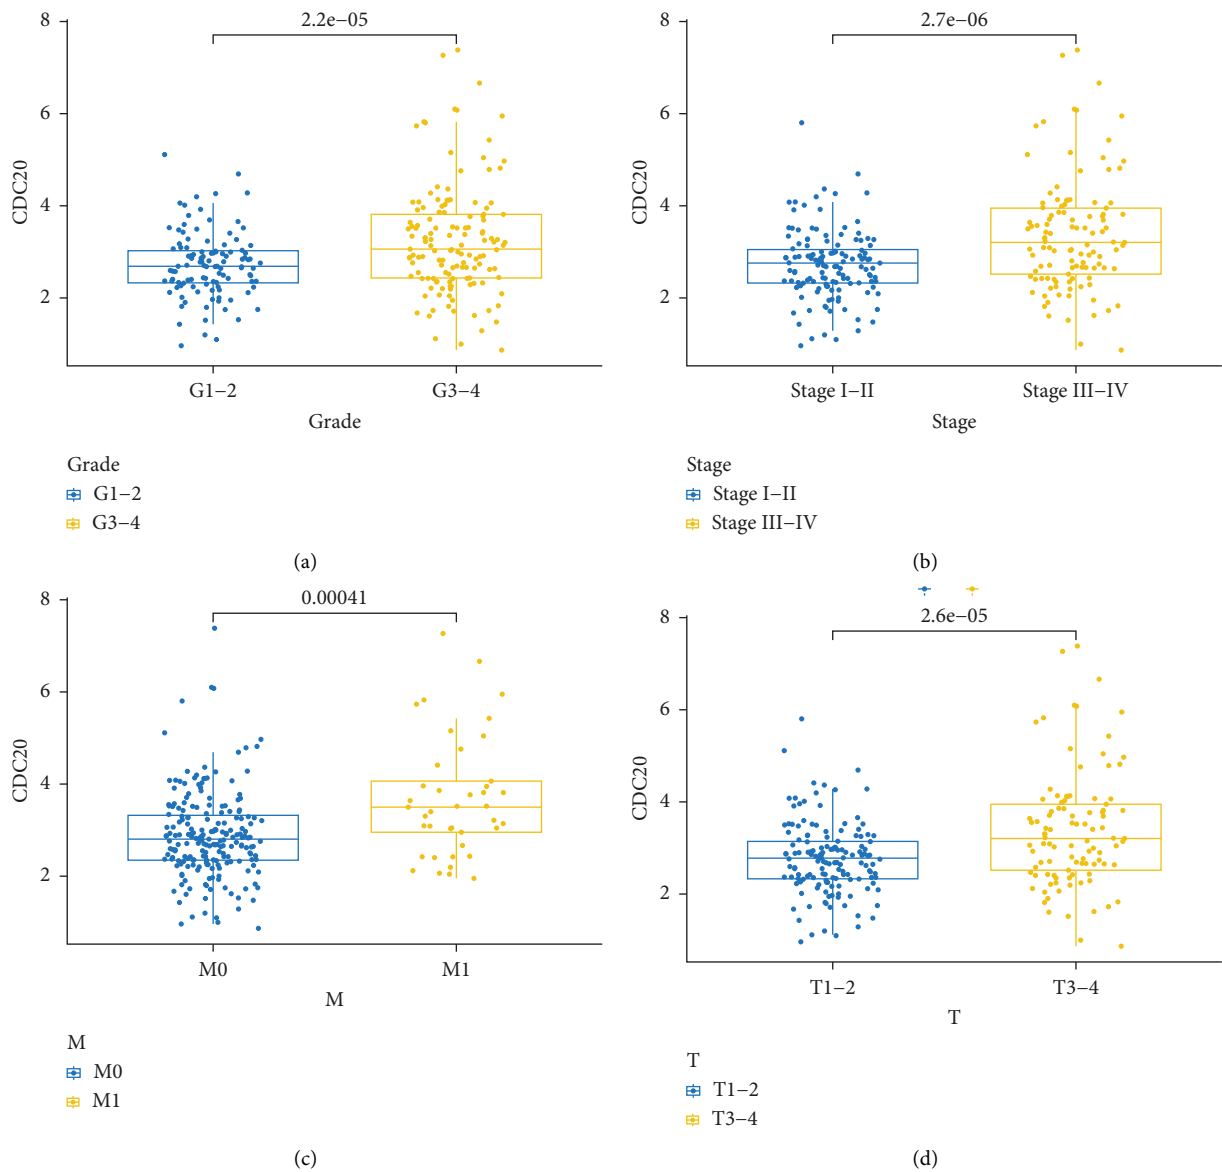 8
6
4
2
CDC20
2.2e−05
G1−2
G3−4
Grade
Grade
G1−2
G3−4
(a)
8
6
4
2
CDC20
2.7e−06
Stage I−II
Stage III−IV
Stage
Stage
Stage I−II
Stage III−IV
(b)
8
6
4
2
CDC20
0.00041
M0
M1
M
M
M0
M1
(c)
8
6
4
2
CDC20
2.6e−05
T1−2
T3−4
T
T
T1−2
T3−4
(d)